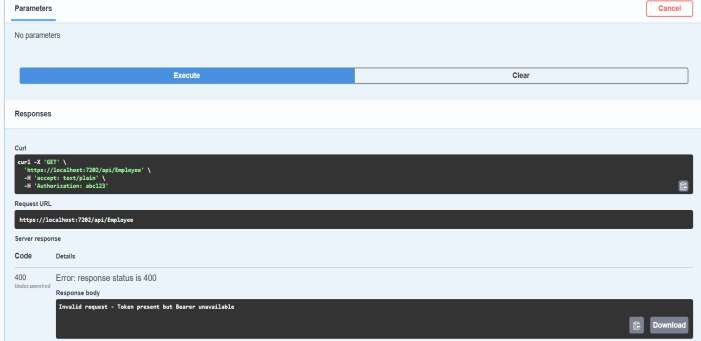 Parameters
Cancel
No parameters
Execute
Clear
Responses
Curl
curl -X 'GET' \
'https://localhost:7202/api/Employee' \
-H 'accept: text/plain' \
-H 'Authorization: abc123'
Request URL
https://localhost:7202/api/Employee
Server response
Code
Details
400
Undocumented
Error: response status is 400
Response body
Invalid request - Token present but Bearer unavailable
Download